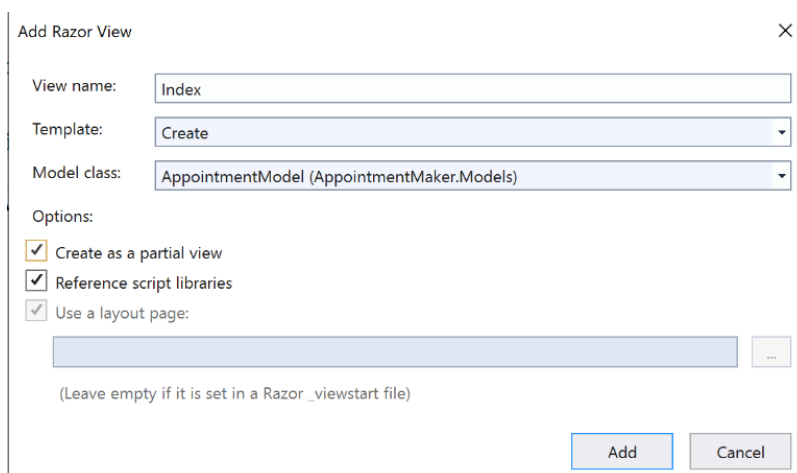 Add Razor View
View name: Index
Template: Create
Model class: AppointmentModel (AppointmentMaker.Models)
Options:
Create as a partial view
Reference script libraries
Use a layout page:
...
(Leave empty if it is set in a Razor _viewstart file)
Add Cancel